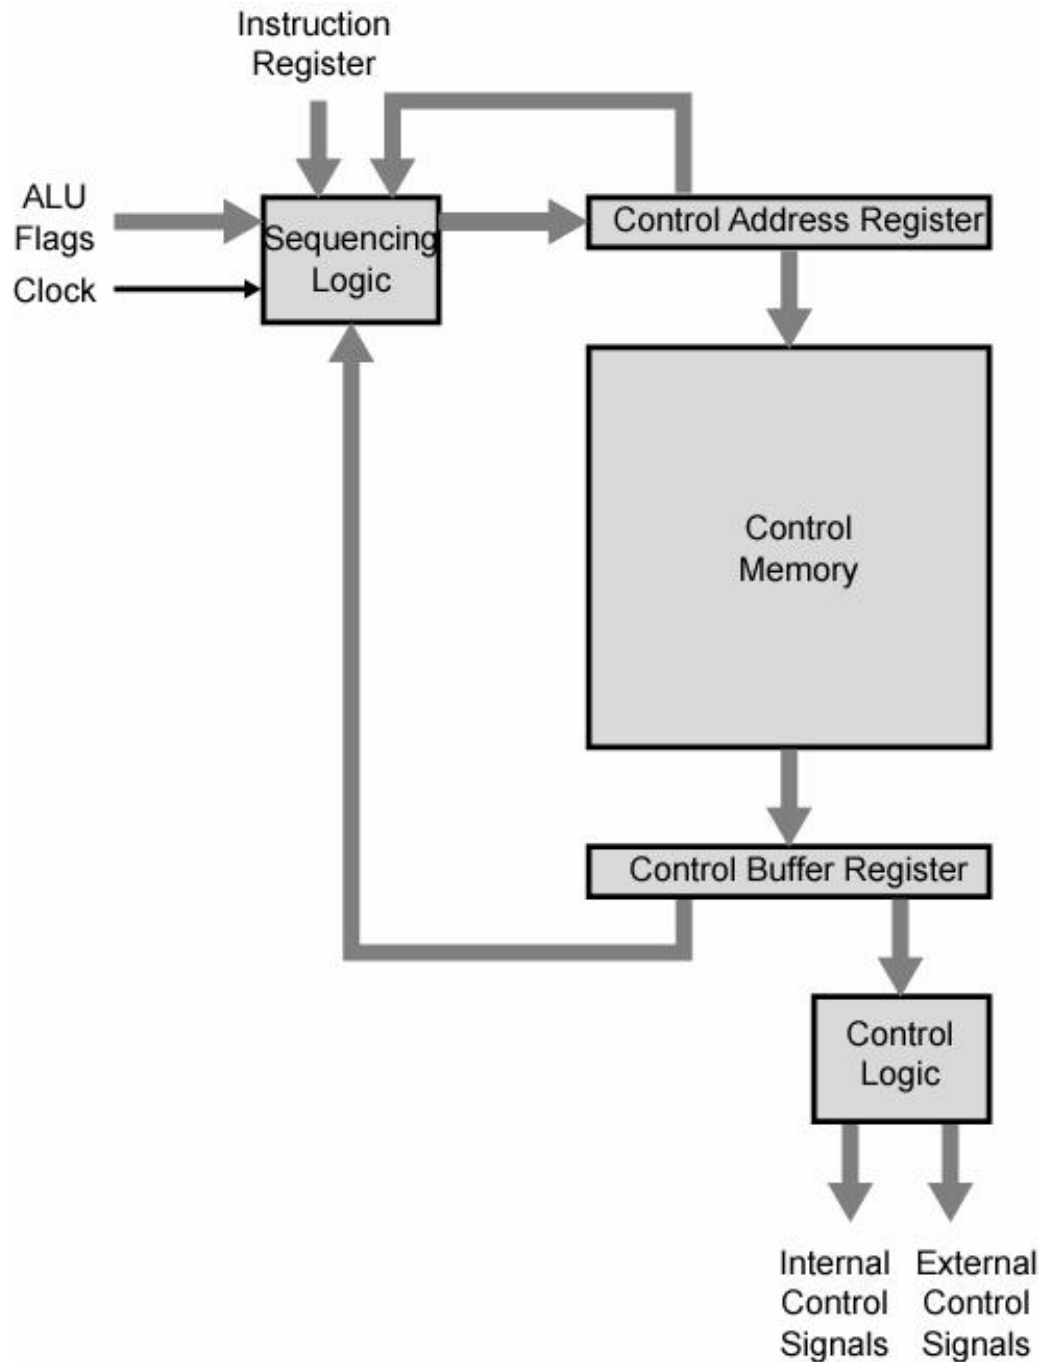 Instruction
Register
ALU
Flags
Clock
Sequencing
Logic
Control Address Register
Control
Memory
Control Buffer Register
Control
Logic
Internal
Control
Signals
External
Control
Signals